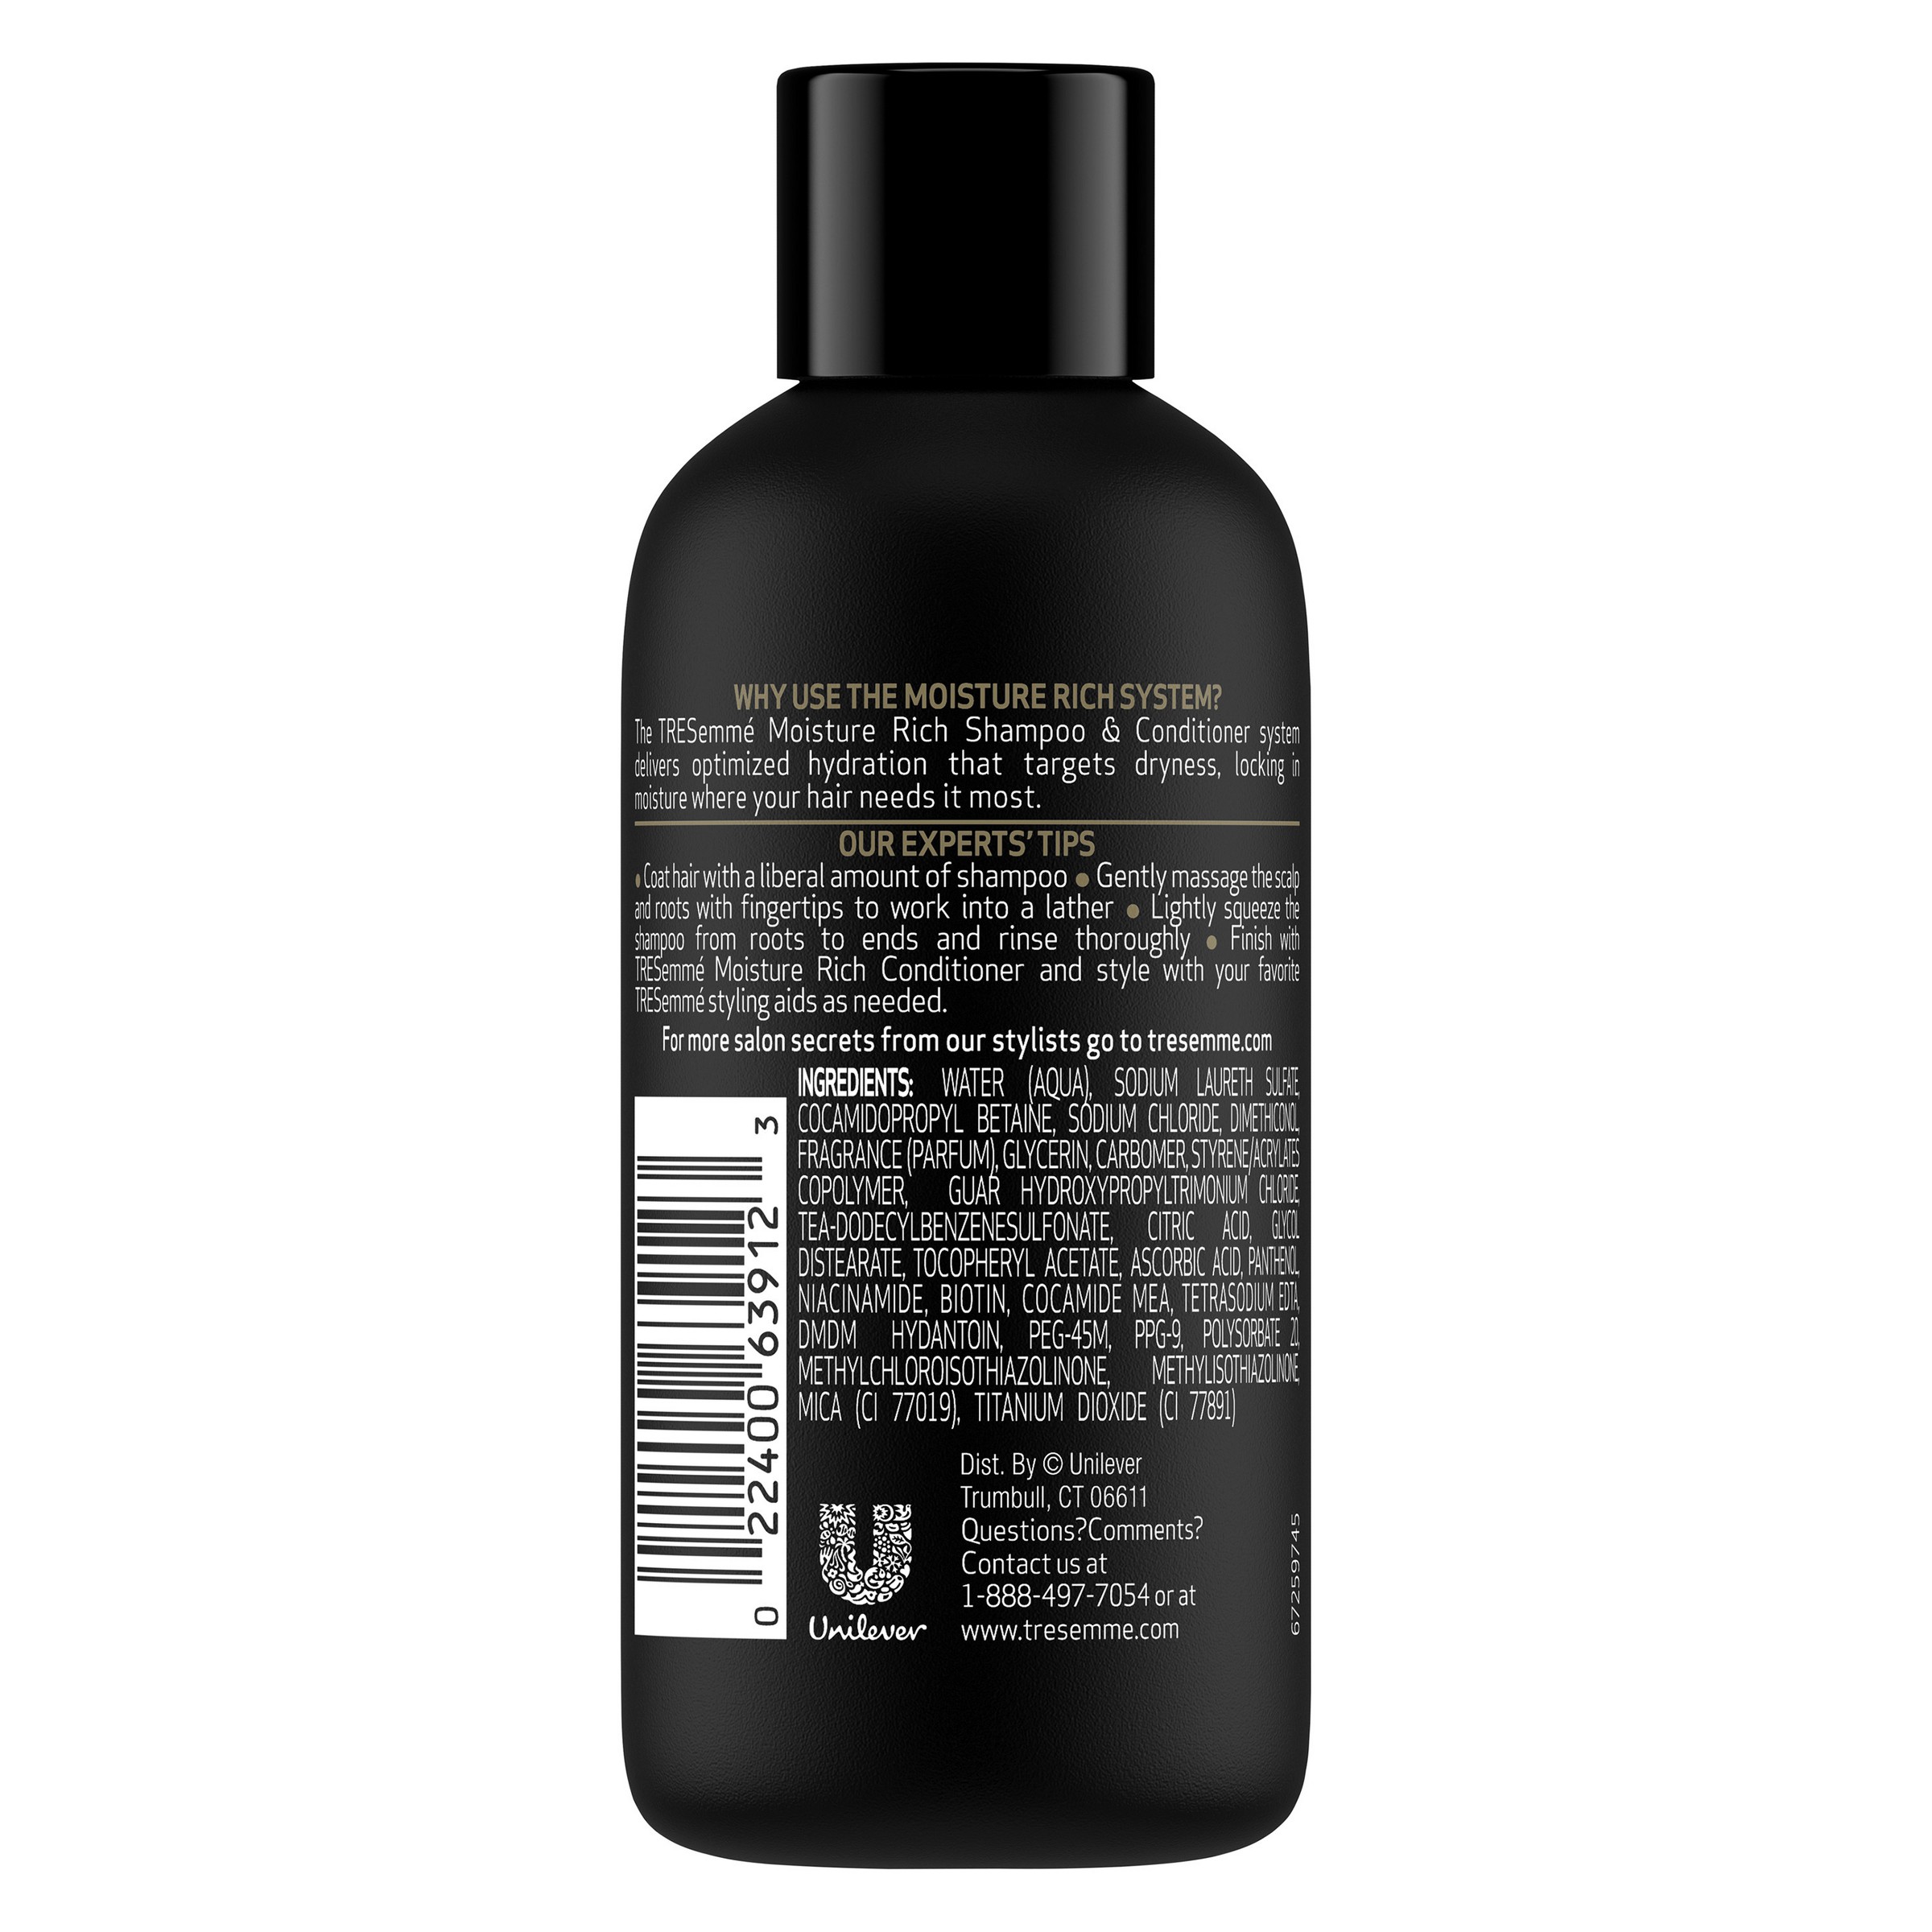 WHY USE THE MOISTURE RICH SYSTEM?
The TRESemmé Moisture Rich Shampoo & Conditioner system
delivers optimized hydration that targets dryness, locking in
moisture where your hair needs it most.
OUR EXPERTS' TIPS
• Coat hair with a liberal amount of shampoo • Gently massage the scalp
and roots with fingertips to work into a lather • Lightly squeeze the
shampoo from roots to ends and rinse thoroughly • Finish with
TRESemmé Moisture Rich Conditioner and style with your favorite
TRESemmé styling aids as needed.
For more salon secrets from our stylists go to tresemme.com
INGREDIENTS: WATER (AQUA), SODIUM LAURETH SULFATE,
COCAMIDOPROPYL BETAINE, SODIUM CHLORIDE, DIMETHICONOL,
FRAGRANCE (PARFUM), GLYCERIN, CARBOMER, STYRENE/ACRYLATES
COPOLYMER, GUAR HYDROXYPROPYLTRIMONIUM CHLORIDE,
TEA-DODECYLBENZENESULFONATE, CITRIC ACID, GLYCOL
DISTEARATE, TOCOPHERYL ACETATE, ASCORBIC ACID, PANTHENOL,
NIACINAMIDE, BIOTIN, COCAMIDE MEA, TETRASODIUM EDTA,
DMDM HYDANTOIN, PEG-45M, PPG-9, POLYSORBATE 20,
METHYLCHLOROISOTHIAZOLINONE, METHYLISOTHIAZOLINONE,
MICA (CI 77019), TITANIUM DIOXIDE (CI 77891)
0 22400 63912 3
Unilever
Dist. By © Unilever
Trumbull, CT 06611
Questions?Comments?
Contact us at
1-888-497-7054 or at
www.tresemme.com
67259745